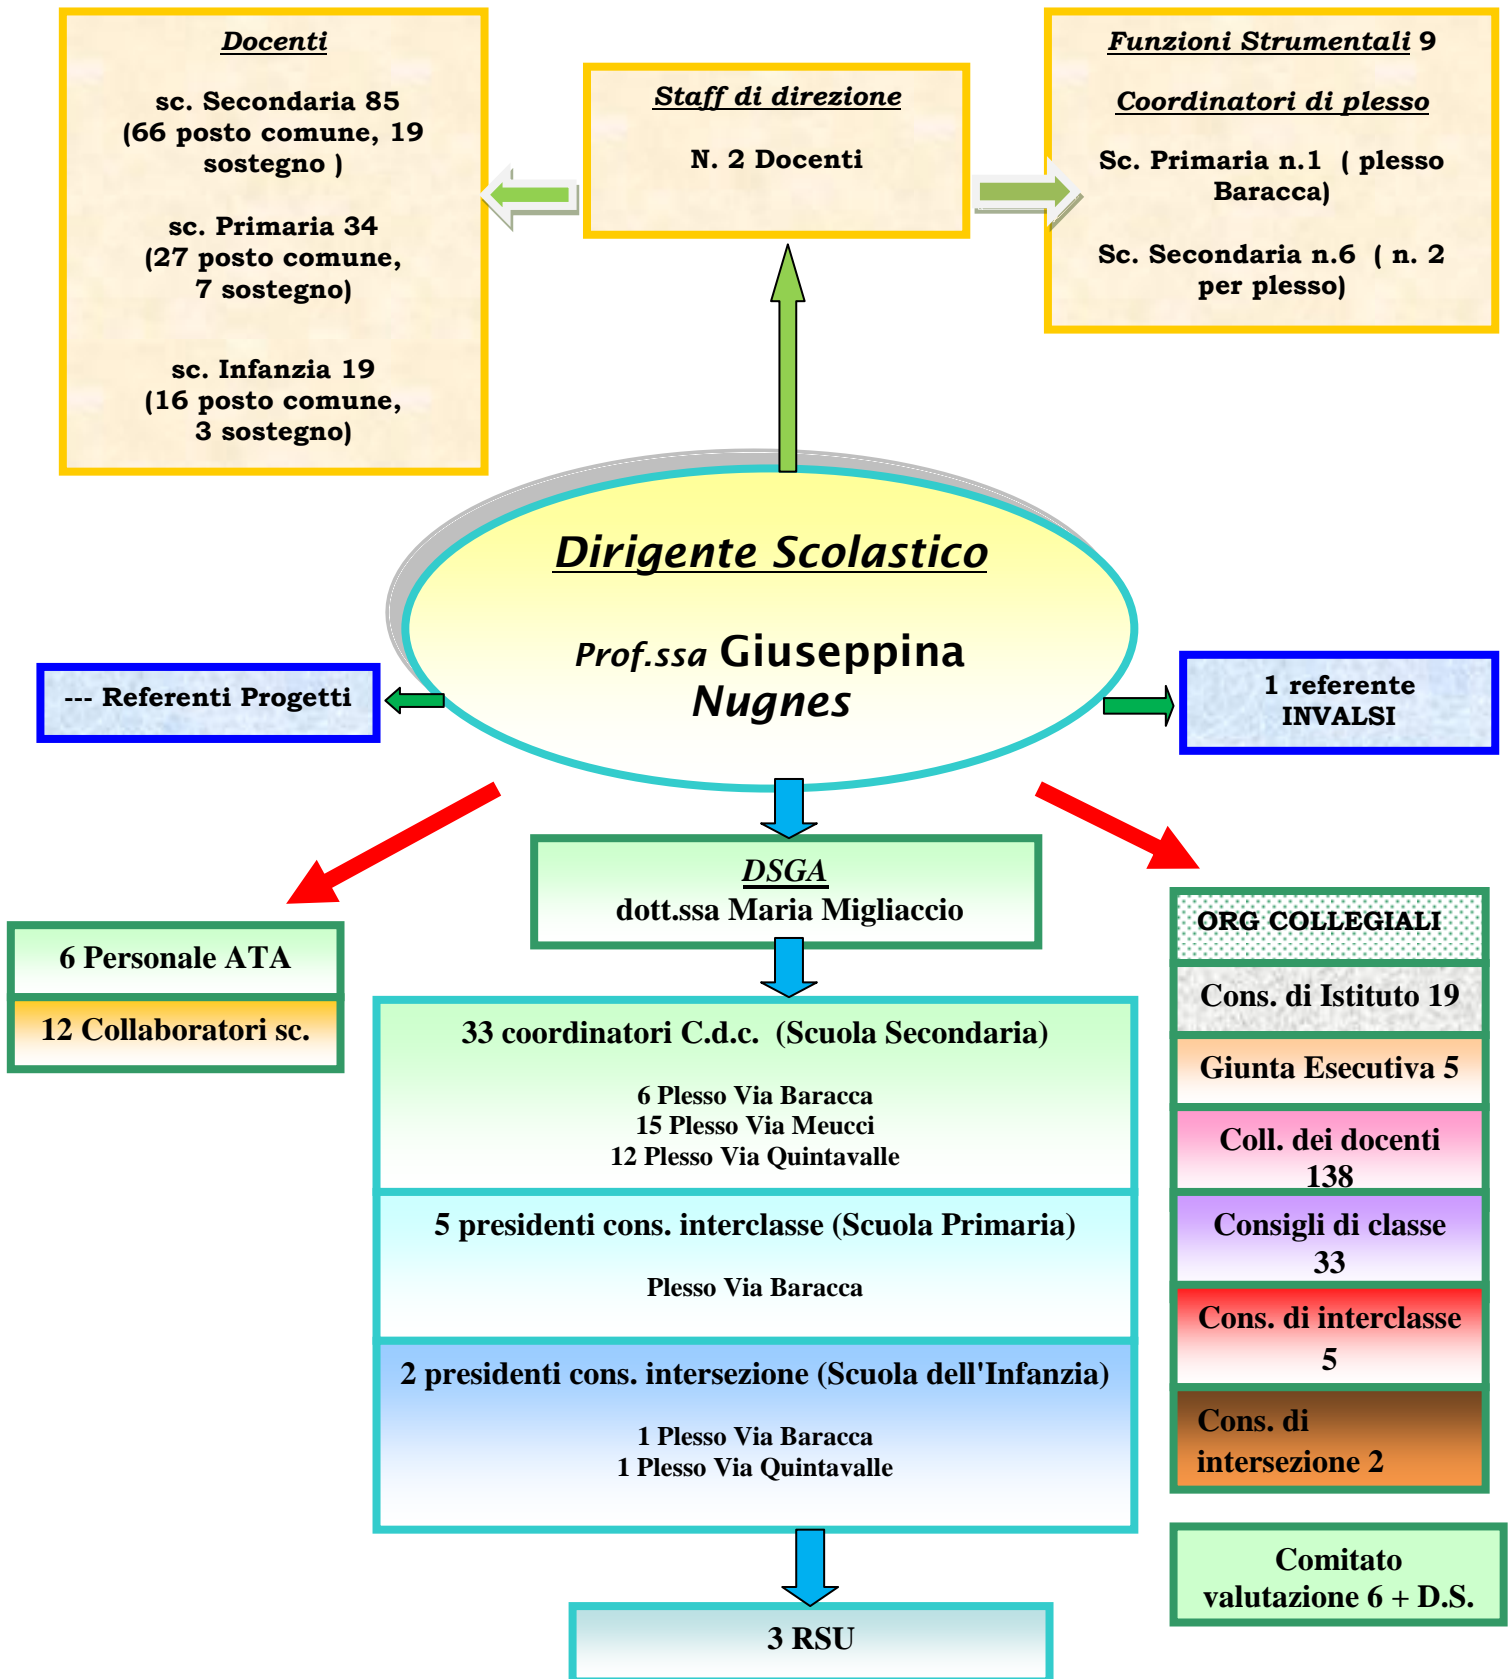 Docenti
sc. Secondaria 85
(66 posto comune, 19
sostegno )
sc. Primaria 34
(27 posto comune,
7 sostegno)
sc. Infanzia 19
(16 posto comune,
3 sostegno)
Staff di direzione
N. 2 Docenti
Funzioni Strumentali 9
Coordinatori di plesso
Sc. Primaria n.1 ( plesso
Baracca)
Sc. Secondaria n.6 ( n. 2
per plesso)
Dirigente Scolastico
Prof.ssa Giuseppina
Nugnes
--- Referenti Progetti
1 referente
INVALSI
DSGA
dott.ssa Maria Migliaccio
6 Personale ATA
12 Collaboratori sc.
33 coordinatori C.d.c. (Scuola Secondaria)
6 Plesso Via Baracca
15 Plesso Via Meucci
12 Plesso Via Quintavalle
5 presidenti cons. interclasse (Scuola Primaria)
Plesso Via Baracca
2 presidenti cons. intersezione (Scuola dell'Infanzia)
1 Plesso Via Baracca
1 Plesso Via Quintavalle
3 RSU
ORG COLLEGIALI
Cons. di Istituto 19
Giunta Esecutiva 5
Coll. dei docenti
138
Consigli di classe
33
Cons. di interclasse
5
Cons. di
intersezione 2
Comitato
valutazione 6 + D.S.